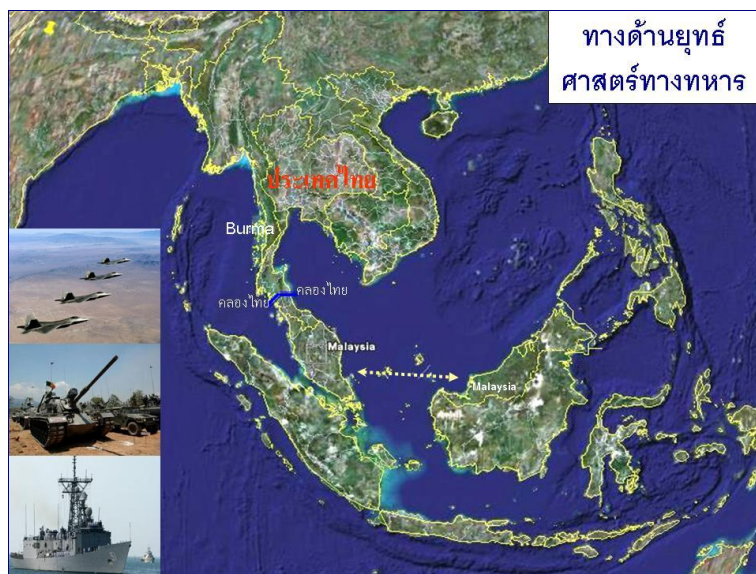 ทางด้านยุทธ์
ศาสตร์ทางทหาร
ประเทศไทย
Burma
คลองไทย
คลองไทย
Malaysia
Malaysia